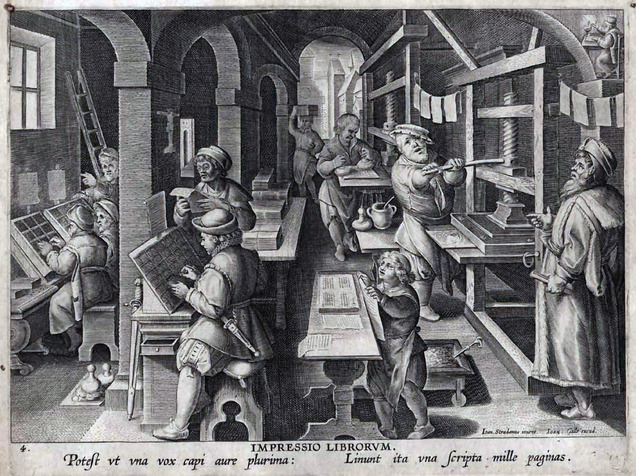 Ioan. Stradanus invent. Ioan. Galle excud.
4.
IMPRESSIO LIBRORVM.
Potest vt vna vox capi aure plurima: Linunt ita vna scripta mille paginas.